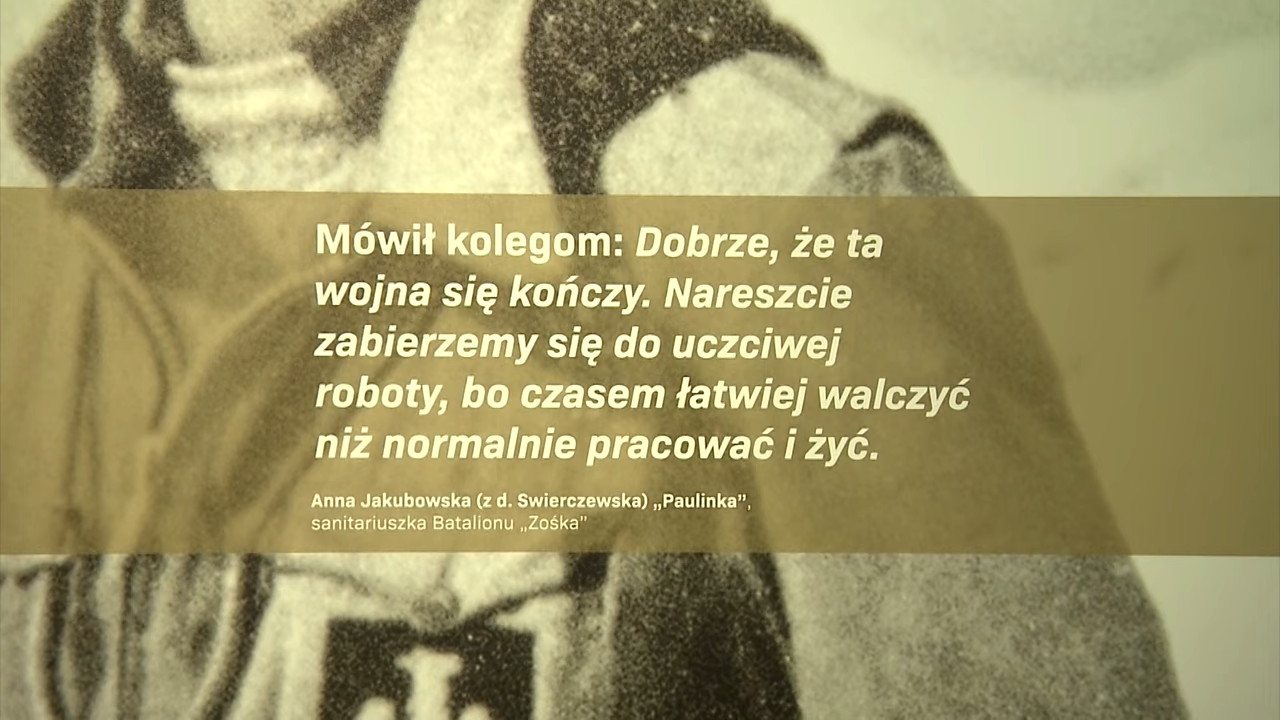 Mówił kolegom: Dobrze, że ta
wojna się kończy. Nareszcie
zabierzemy się do uczciwej
roboty, bo czasem łatwiej walczyć
niż normalnie pracować i żyć.
Anna Jakubowska (z d. Swierczewska) „Paulinka”,
sanitariuszka Batalionu „Zośka”